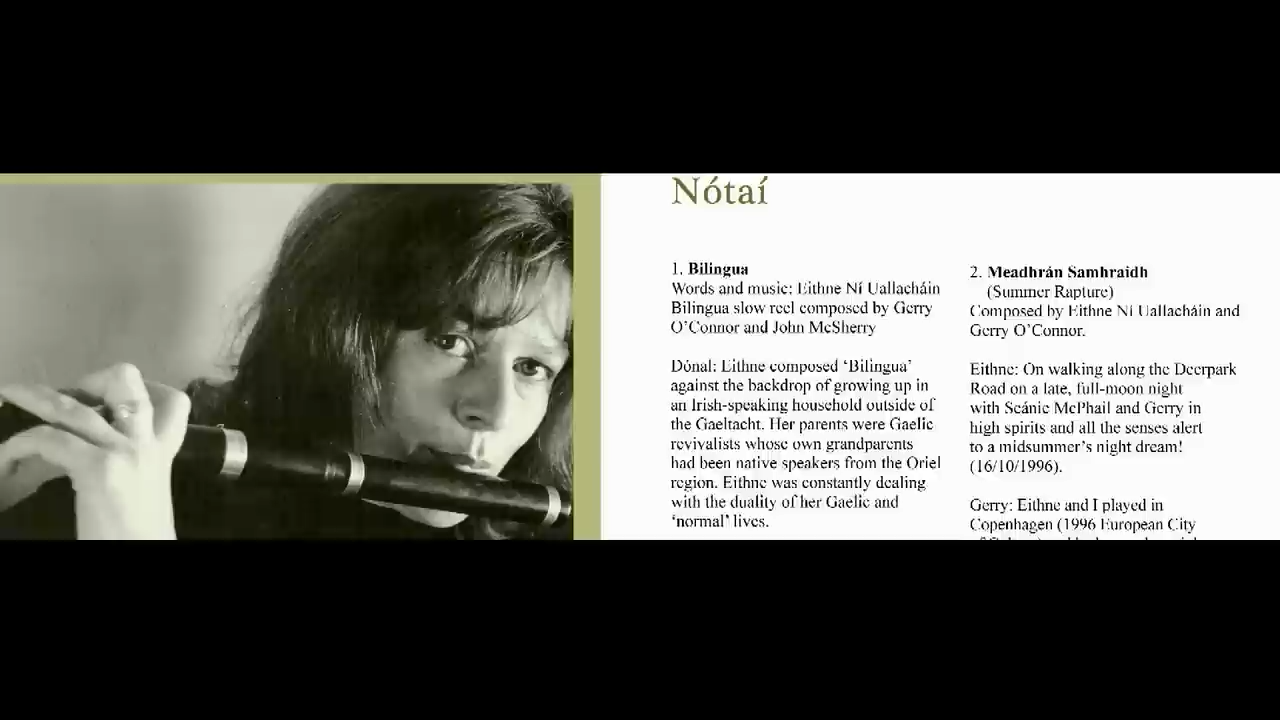 Nótaí
1. Bilingua
Words and music: Eithne Ní Uallacháin
Bilingua slow reel composed by Gerry
O'Connor and John McSherry
Dónal: Eithne composed ‘Bilingua’
against the backdrop of growing up in
an Irish-speaking household outside of
the Gaeltacht. Her parents were Gaelic
revivalists whose own grandparents
had been native speakers from the Oriel
region. Eithne was constantly dealing
with the duality of her Gaelic and
‘normal’ lives.
2. Meadhrán Samhraidh
(Summer Rapture)
Composed by Eithne Ní Uallacháin and
Gerry O'Connor.
Eithne: On walking along the Deerpark
Road on a late, full-moon night
with Seánie McPhail and Gerry in
high spirits and all the senses alert
to a midsummer's night dream!
(16/10/1996).
Gerry: Eithne and I played in
Copenhagen (1996 European City